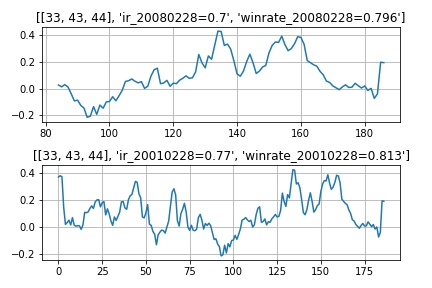 [[33, 43, 44], 'ir_20080228=0.7', 'winrate_20080228=0.796']
0.4
0.2
0.0
−0.2
80 100 120 140 160 180
[[33, 43, 44], 'ir_20010228=0.77', 'winrate_20010228=0.813']
0.4
0.2
0.0
−0.2
0 25 50 75 100 125 150 175